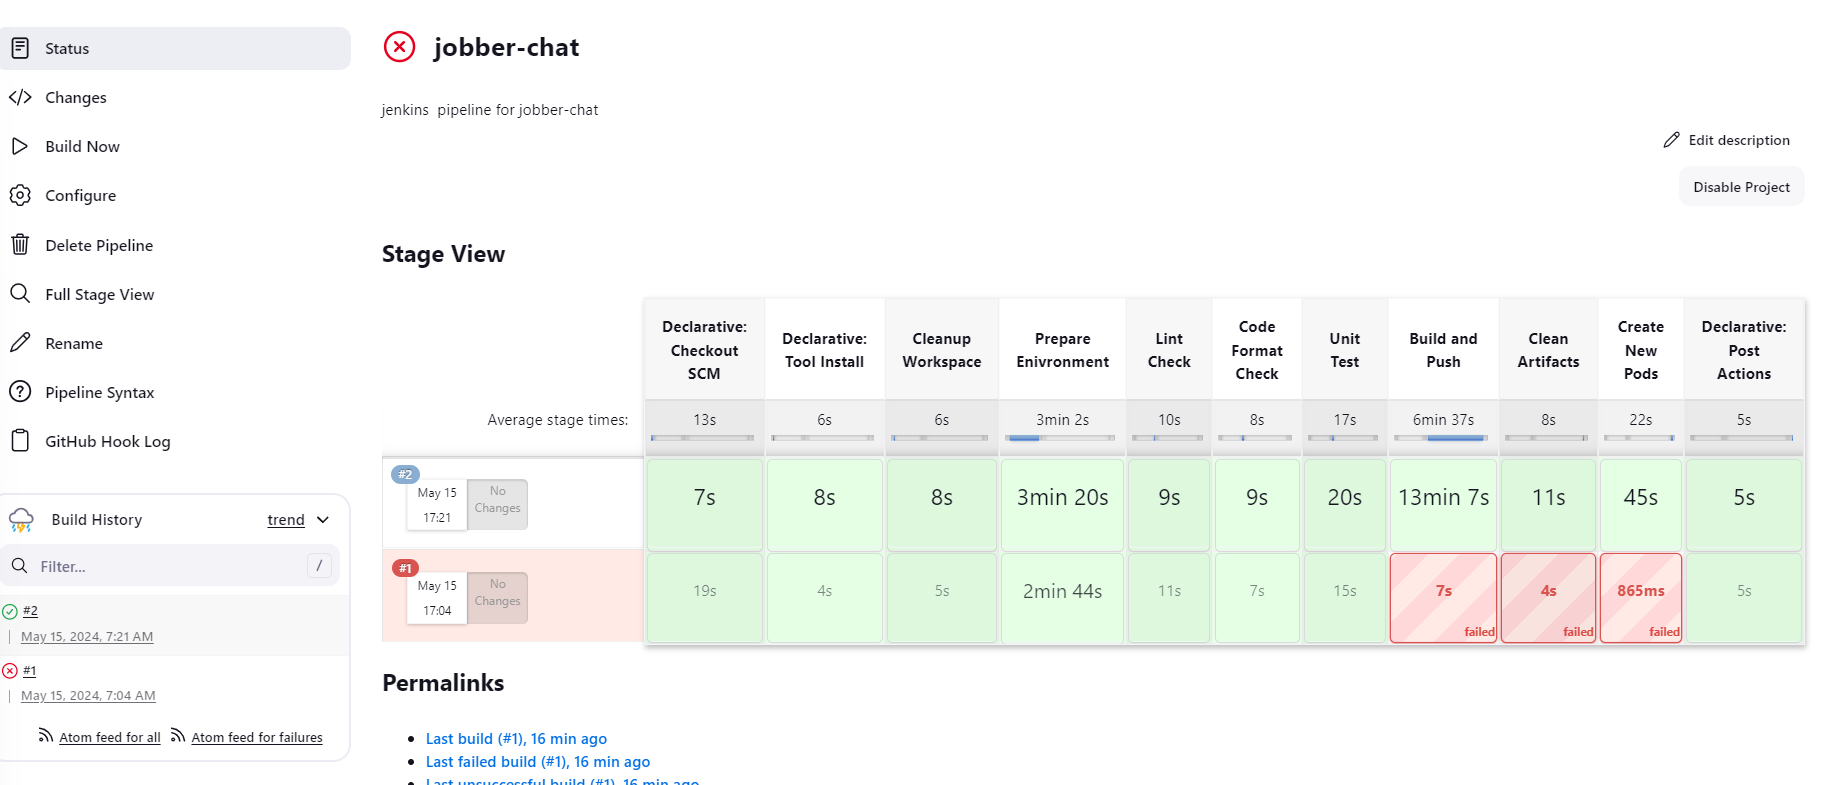 Status
Changes
Build Now
Configure
Delete Pipeline
Full Stage View
Rename
Pipeline Syntax
GitHub Hook Log
Build History
trend
Filter...
/
#2
May 15, 2024, 7:21 AM
#1
May 15, 2024, 7:04 AM
Atom feed for all
Atom feed for failures
jobber-chat
jenkins pipeline for jobber-chat
Edit description
Disable Project
Stage View
Declarative:
Checkout
SCM
Declarative:
Tool Install
Cleanup
Workspace
Prepare
Enivronment
Lint
Check
Code
Format
Check
Unit
Test
Build and
Push
Clean
Artifacts
Create
New
Pods
Declarative:
Post
Actions
Average stage times:
13s
6s
6s
3min 2s
10s
8s
17s
6min 37s
8s
22s
5s
#2
May 15
17:21
No
Changes
7s
8s
8s
3min 20s
9s
9s
20s
13min 7s
11s
45s
5s
#1
May 15
17:04
No
Changes
19s
4s
5s
2min 44s
11s
7s
15s
7s
failed
4s
failed
865ms
failed
5s
Permalinks
Last build (#1), 16 min ago
Last failed build (#1), 16 min ago
Last unsuccessful build (#1), 16 min ago